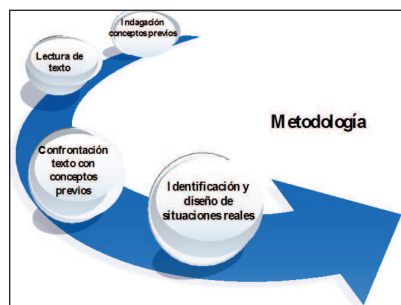 Indagación
conceptos previos
Lectura de
texto
Metodología
Confrontación
texto con
conceptos
previos
Identificación y
diseño de
situaciones reales